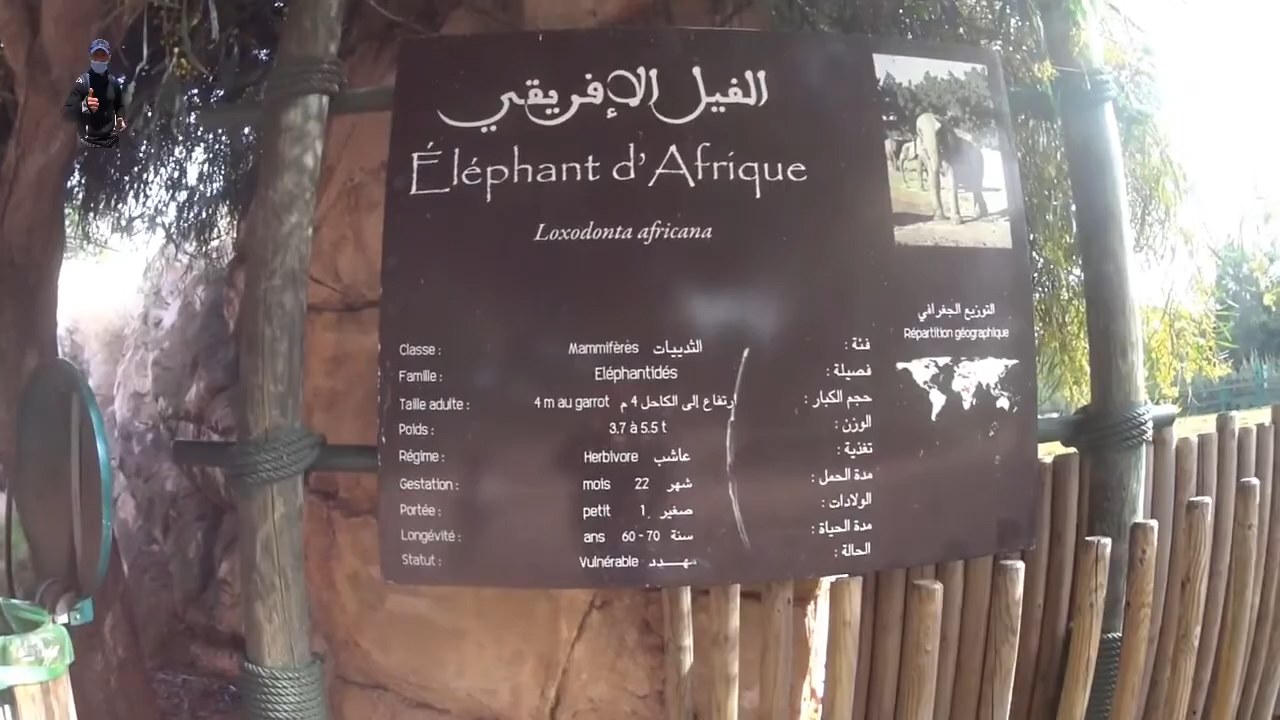 الفيل الإفريقي
Éléphant d'Afrique
Loxodonta africana
التوزيع الجغرافي
Répartition géographique
Classe : Mammifères الثدييات فئة :
Famille : Eléphantidés فصيلة :
Taille adulte : 4 m au garrot ارتفاع إلى الكاحل 4 م حجم الكبار :
Poids : 3.7 à 5.5 t الوزن :
Régime : Herbivore عاشب تغذية :
Gestation : mois 22 شهر مدة الحمل :
Portée : petit 1 صغير الولادات :
Longévité : ans 60 - 70 سنة مدة الحياة :
Statut : Vulnérable مهـــدد الحالة :